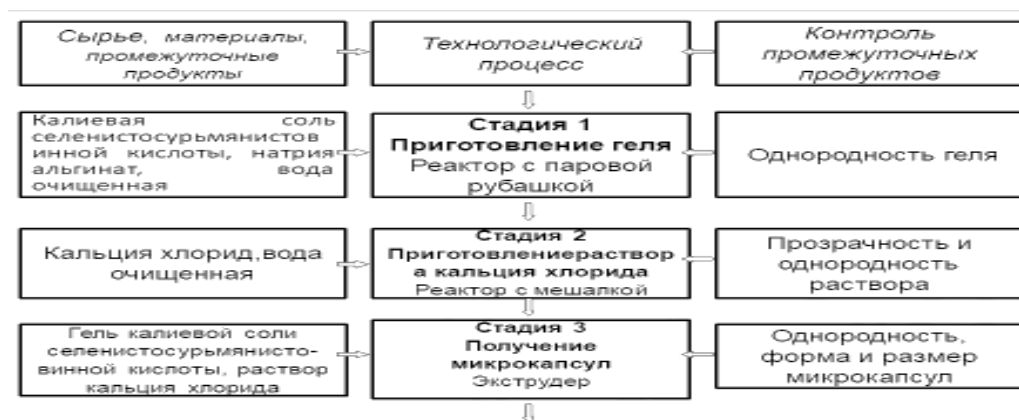 Сырье, материалы,
промежуточные
продукты
Технологический
процесс
Контроль
промежуточных
продуктов
Калиевая соль
селенистосурьмянистов
инной кислоты, натрия
альгинат, вода
очищенная
Стадия 1
Приготовление геля
Реактор с паровой
рубашкой
Однородность геля
Кальция хлорид,вода
очищенная
Стадия 2
Приготовлениераствор
а кальция хлорида
Реактор с мешалкой
Прозрачность и
однородность
раствора
Гель калиевой соли
селенистосурьмянисто-
винной кислоты, раствор
кальция хлорида
Стадия 3
Получение
микрокапсул
Экструдер
Однородность,
форма и размер
микрокапсул